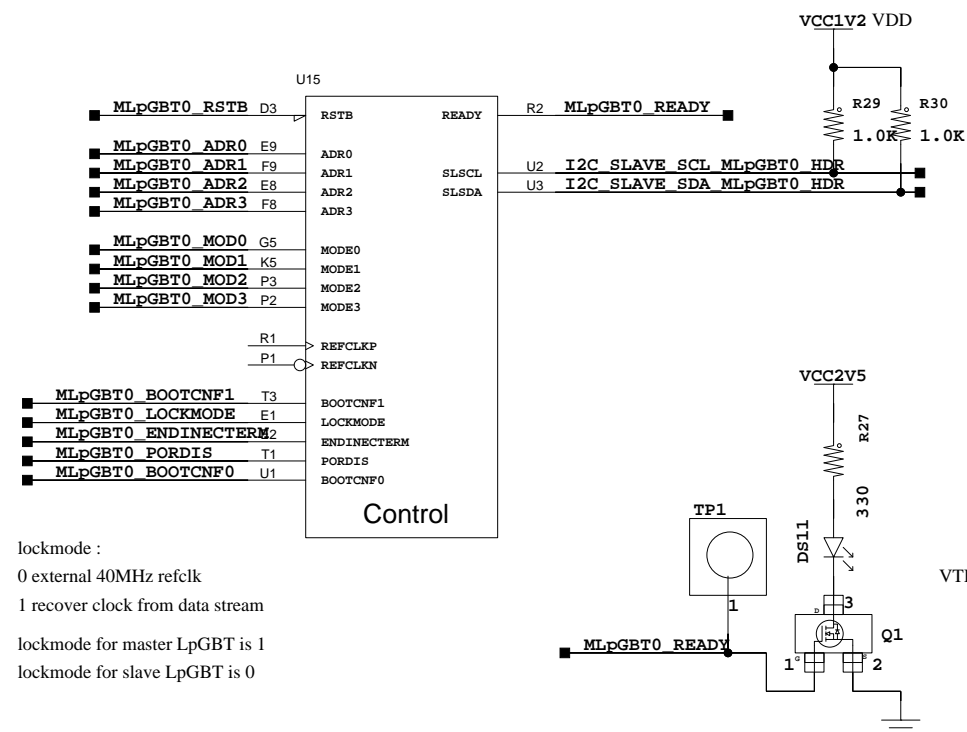 VCC1V2 VDD
U15
MLpGBT0_RSTB D3 RSTB READY R2 MLpGBT0_READY
R29 R30
1.0K 1.0K
MLpGBT0_ADR0 E9 ADR0
MLpGBT0_ADR1 F9 ADR1 SLSCL U2 I2C_SLAVE_SCL_MLpGBT0_HDR
MLpGBT0_ADR2 E8 ADR2 SLSDA U3 I2C_SLAVE_SDA_MLpGBT0_HDR
MLpGBT0_ADR3 F8 ADR3
MLpGBT0_MOD0 G5 MODE0
MLpGBT0_MOD1 K5 MODE1
MLpGBT0_MOD2 P3 MODE2
MLpGBT0_MOD3 P2 MODE3
R1 REFCLKP
P1 REFCLKN
MLpGBT0_BOOTCNF1 T3 BOOTCNF1
MLpGBT0_LOCKMODE E1 LOCKMODE
MLpGBT0_ENDINECTERM ENDINECTERM
MLpGBT0_PORDIS T1 PORDIS
MLpGBT0_BOOTCNF0 U1 BOOTCNF0
Control
VCC2V5
R27
330
DS11
TP1
1
lockmode :
0 external 40MHz refclk
1 recover clock from data stream
lockmode for master LpGBT is 1
lockmode for slave LpGBT is 0
D 3
Q1
MLpGBT0_READY
1 G S 2